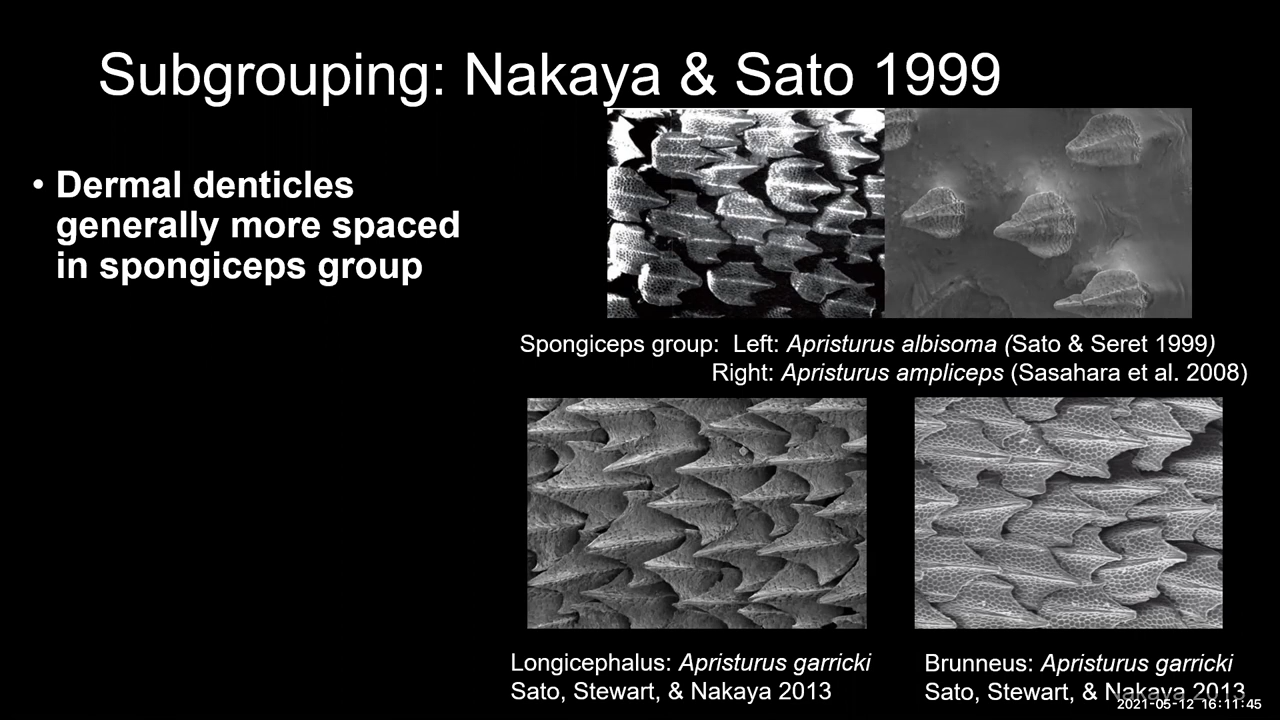 Subgrouping: Nakaya & Sato 1999
• Dermal denticles
generally more spaced
in spongiceps group
Spongiceps group: Left: Apristurus albisoma (Sato & Seret 1999)
Right: Apristurus ampliceps (Sasahara et al. 2008)
Longicephalus: Apristurus garricki
Sato, Stewart, & Nakaya 2013
Brunneus: Apristurus garricki
Sato, Stewart, & Nakaya 2013
2021-05-12 16:11:45